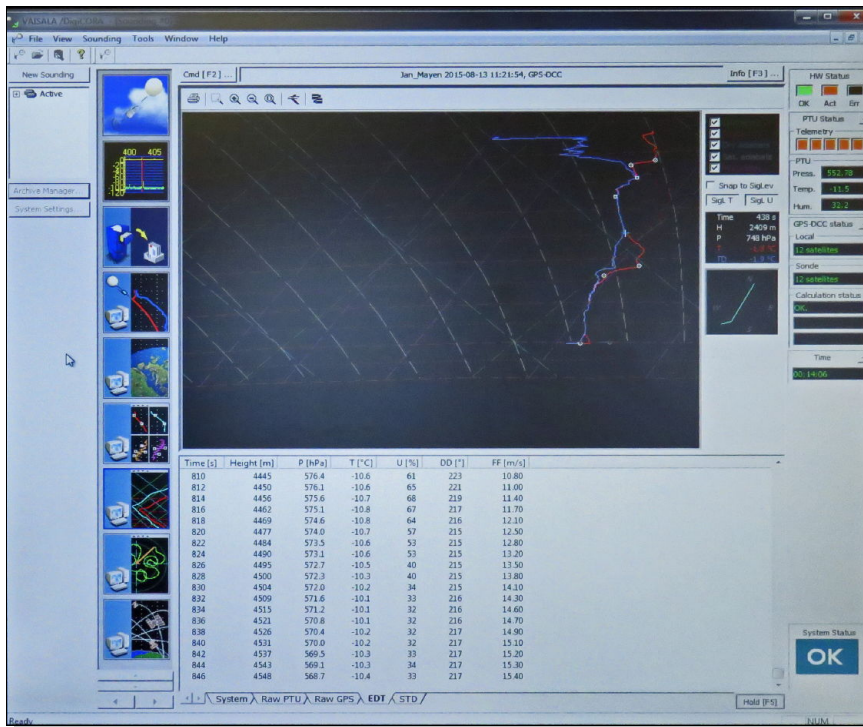 VAISALA /DigiCORA
File View Sounding Tools Window Help
New Sounding
Cmd [ F2 ] ...
Jan_Mayen 2015-08-13 11:21:54, GPS-DCC
Info [ F3 ] ...
HW Status
Active
OK Act Err
400 405
PTU Status
Telemetry
PTU
Press. 552.78
Temp. -11.5
Hum. 32.2
Archive Manager...
System Settings...
Snap to SigLev
SigL T SigL U
Time 438 s
H 2409 m
P 748 hPa
T
TD
GPS-DCC status
Local
12 satellites
Sonde
12 satellites
Calculation status
OK.
Time
00:14:06
Time [s] Height [m] P [hPa] T [°C] U [%] DD [°] FF [m/s]
810 4445 576.4 -10.6 61 223 10.80
812 4450 576.1 -10.6 65 221 11.00
814 4456 575.6 -10.7 68 219 11.40
816 4462 575.1 -10.8 67 217 11.70
818 4469 574.6 -10.8 64 216 12.10
820 4477 574.0 -10.7 57 215 12.50
822 4484 573.5 -10.6 53 215 12.80
824 4490 573.1 -10.6 53 215 13.20
826 4495 572.7 -10.5 40 215 13.50
828 4500 572.3 -10.3 40 215 13.80
830 4504 572.0 -10.2 34 215 14.10
832 4509 571.6 -10.1 33 216 14.30
834 4515 571.2 -10.1 32 216 14.60
836 4521 570.8 -10.1 32 216 14.70
838 4526 570.4 -10.2 32 217 14.90
840 4531 570.0 -10.2 32 217 15.10
842 4537 569.5 -10.3 33 217 15.20
844 4543 569.1 -10.3 34 217 15.30
846 4548 568.7 -10.4 33 217 15.40
System Status
OK
System Raw PTU Raw GPS EDT STD
Hold [F5]
Ready
NUM